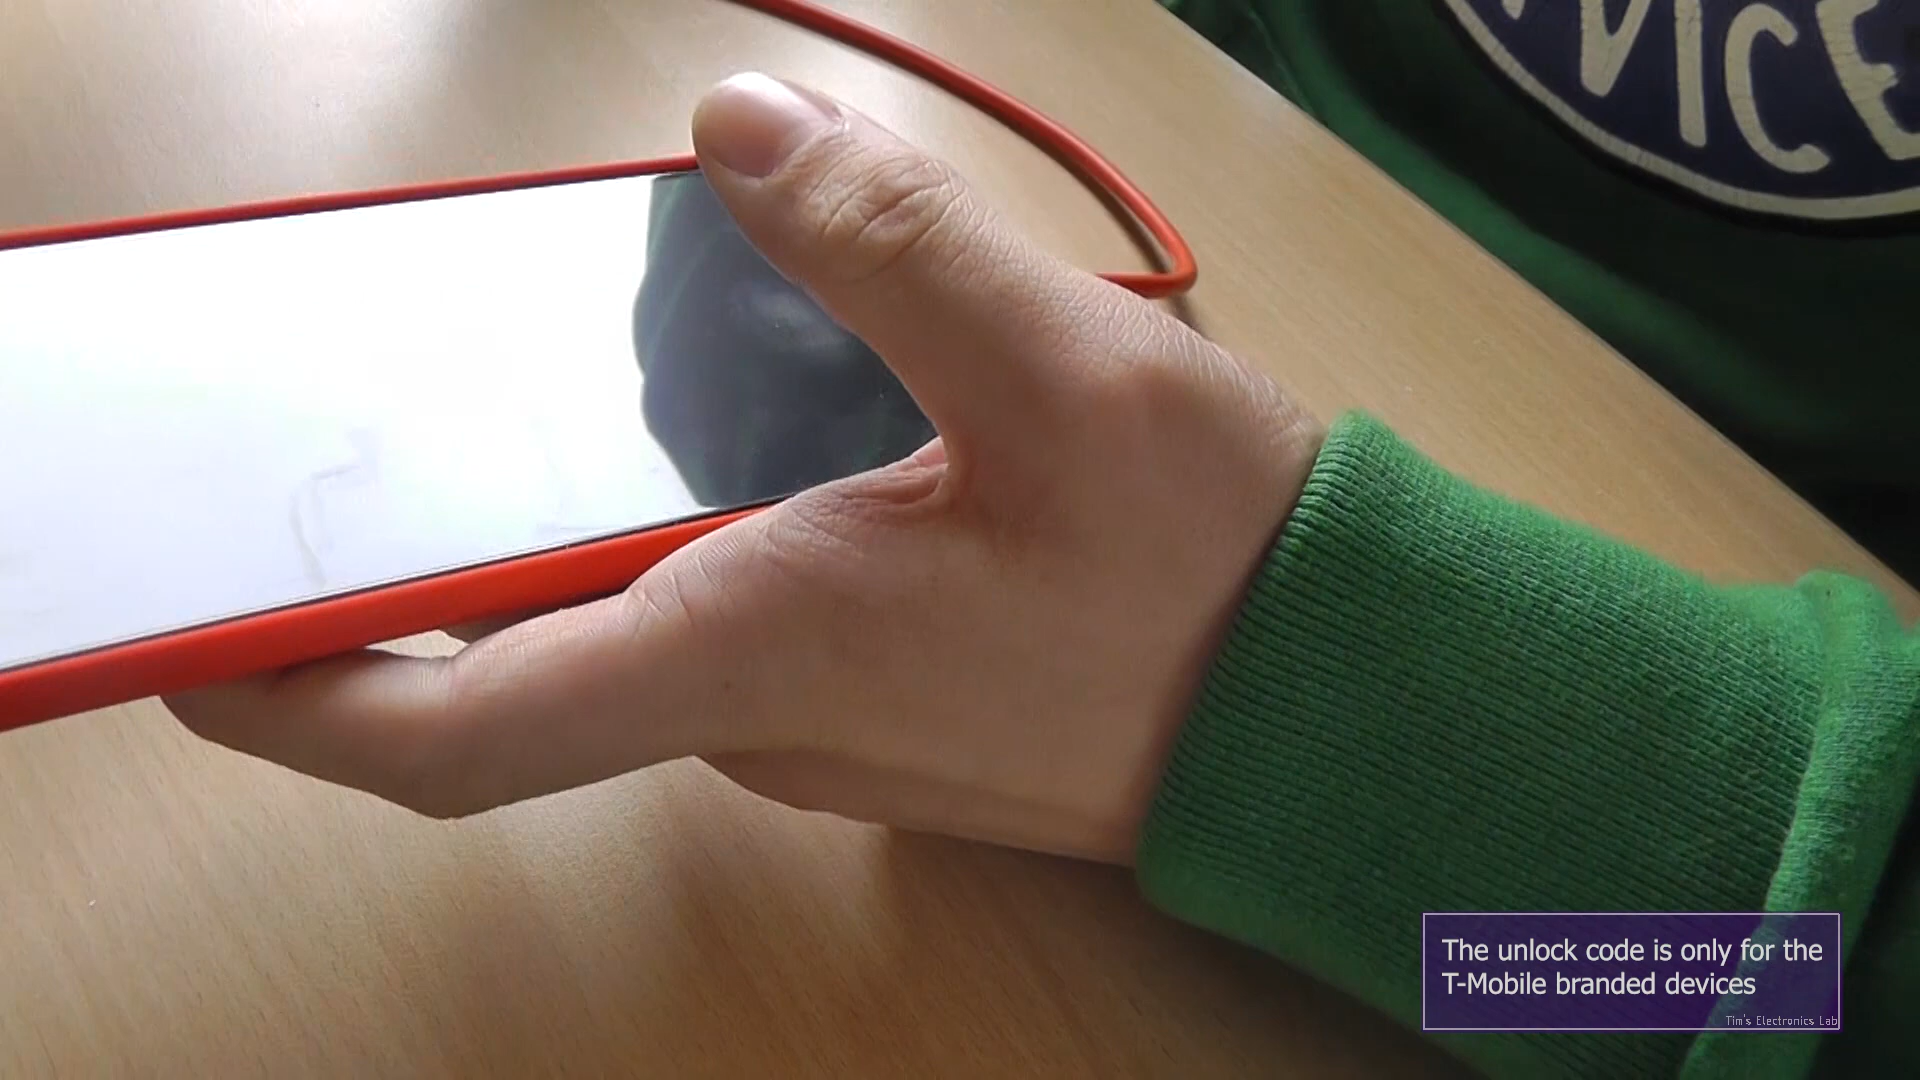 VICE
The unlock code is only for the
T-Mobile branded devices
Tim's Electronics Lab